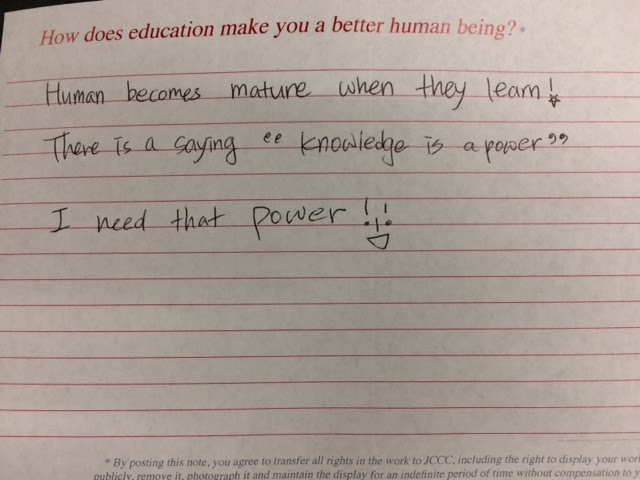 How does education make you a better human being?*
Human becomes mature when they learn!
There is a saying “ knowledge is a power”
I need that power !!
* By posting this note, you agree to transfer all rights in the work to JCCC, including the right to display your work
publicly, remove it, photograph it and maintain the display for an indefinite period of time without compensation to y